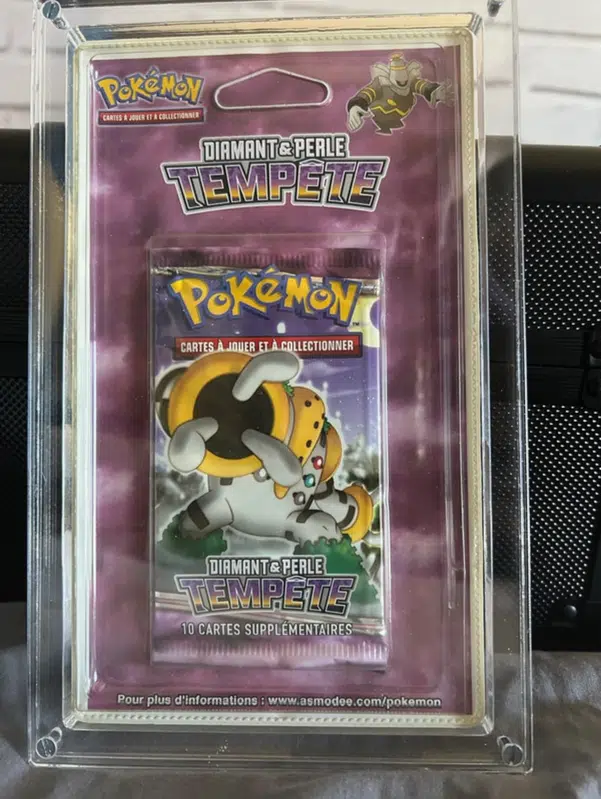 POKéMON
CARTES À JOUER ET À COLLECTIONNER
DIAMANT & PERLE
TEMPÊTE
POKéMON
CARTES À JOUER ET À COLLECTIONNER
DIAMANT & PERLE
TEMPÊTE
10 CARTES SUPPLÉMENTAIRES
Pour plus d'informations : www.asmodee.com/pokemon